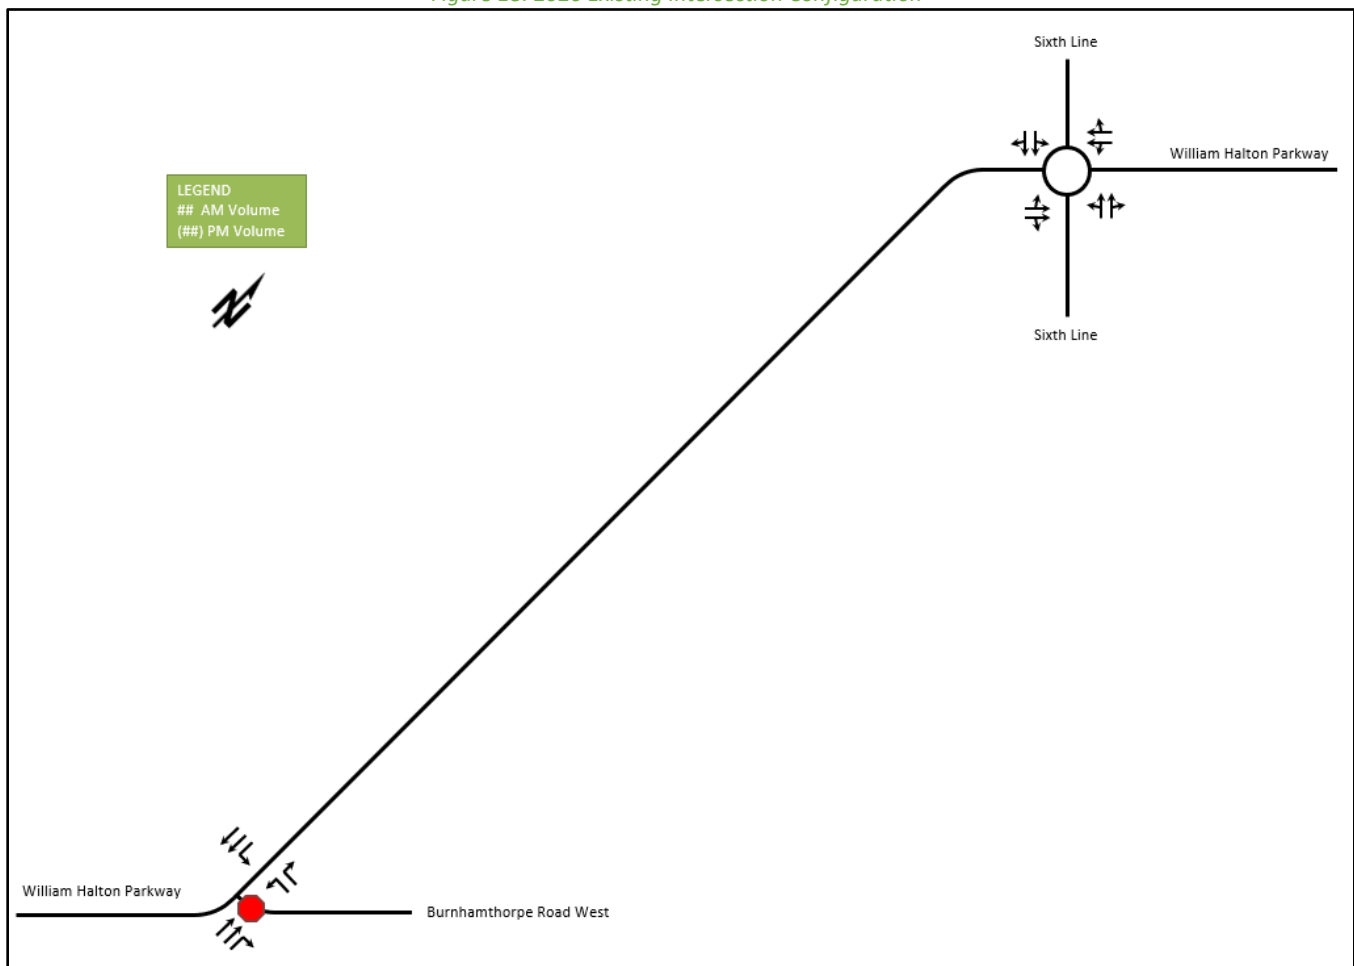 Sixth Line
William Halton Parkway
LEGEND
## AM Volume
(##) PM Volume
N
Sixth Line
William Halton Parkway
Burnhamthorpe Road West